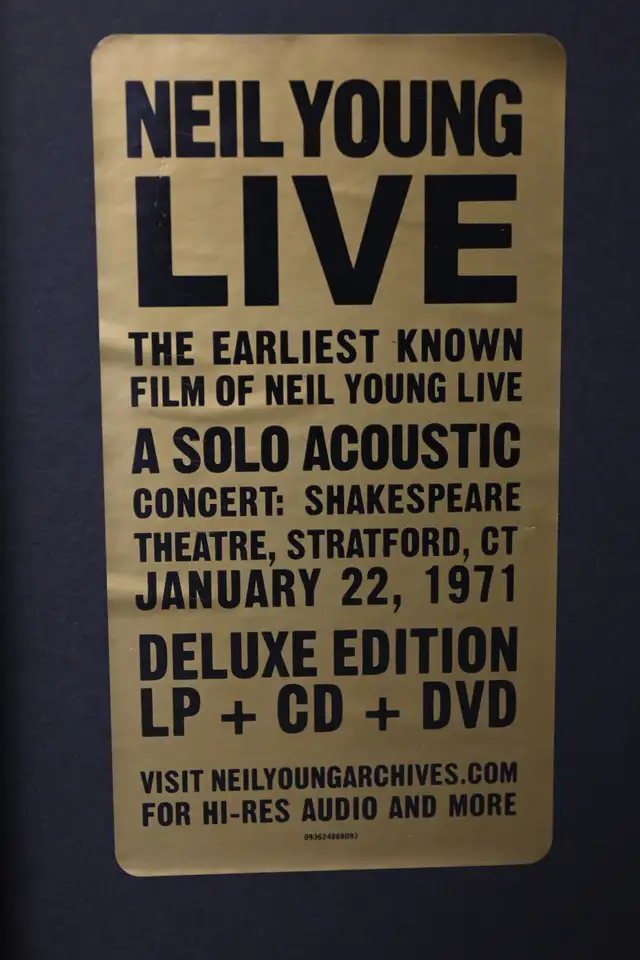 NEIL YOUNG
LIVE
THE EARLIEST KNOWN
FILM OF NEIL YOUNG LIVE
A SOLO ACOUSTIC
CONCERT: SHAKESPEARE
THEATRE, STRATFORD, CT
JANUARY 22, 1971
DELUXE EDITION
LP + CD + DVD
VISIT NEILYOUNGARCHIVES.COM
FOR HI-RES AUDIO AND MORE